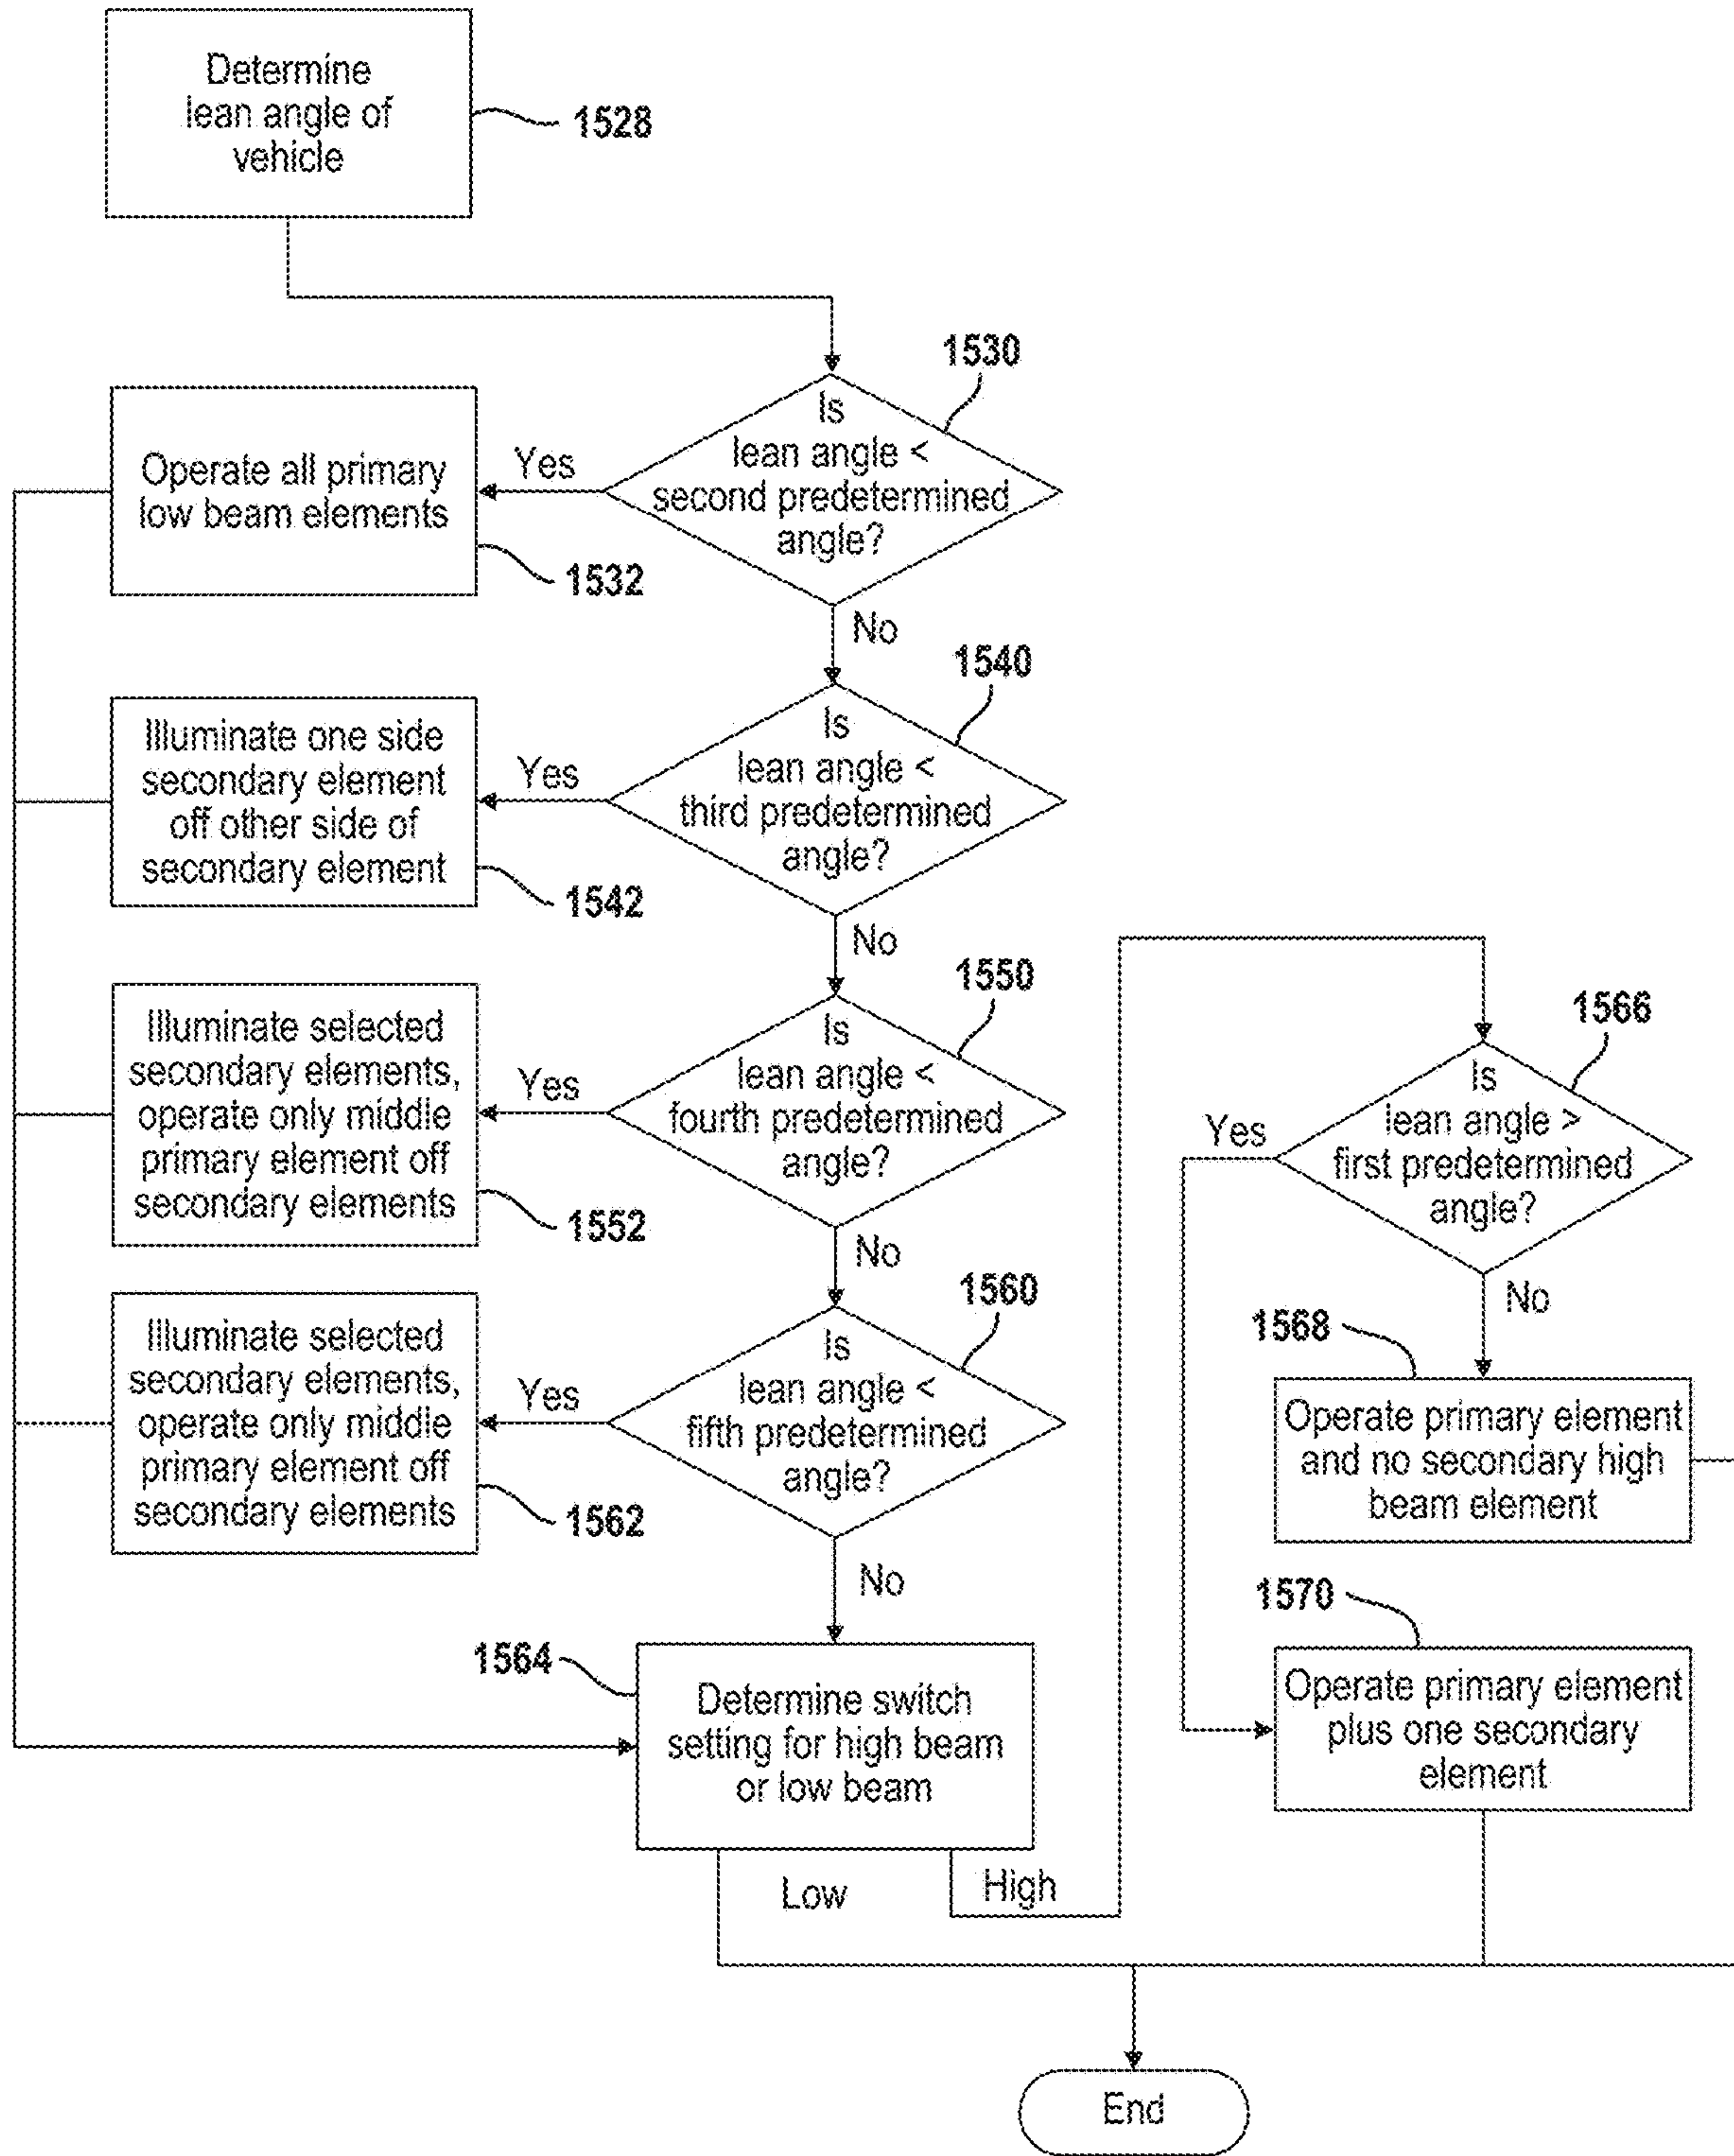 Determine
lean angle of
vehicle
1528
1530
Is
lean angle <
second predetermined
angle?
Yes
Operate all primary
low beam elements
1532
No
1540
Is
lean angle <
third predetermined
angle?
Yes
Illuminate one side
secondary element
off other side of
secondary element
1542
No
1550
Is
lean angle <
fourth predetermined
angle?
Yes
Illuminate selected
secondary elements,
operate only middle
primary element off
secondary elements
1552
No
1560
Is
lean angle <
fifth predetermined
angle?
Yes
Illuminate selected
secondary elements,
operate only middle
primary element off
secondary elements
1562
No
1564
Determine switch
setting for high beam
or low beam
Low
High
1566
Is
lean angle >
first predetermined
angle?
Yes
No
1568
Operate primary element
and no secondary high
beam element
1570
Operate primary element
plus one secondary
element
End